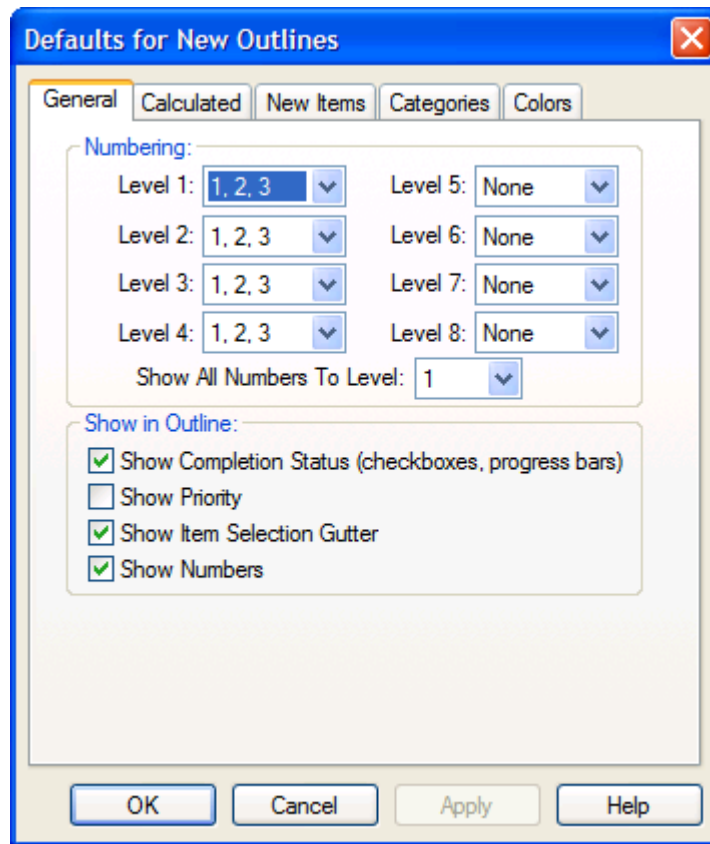 Defaults for New Outlines
General Calculated New Items Categories Colors
Numbering:
Level 1: 1, 2, 3 Level 5: None
Level 2: 1, 2, 3 Level 6: None
Level 3: 1, 2, 3 Level 7: None
Level 4: 1, 2, 3 Level 8: None
Show All Numbers To Level: 1
Show in Outline:
Show Completion Status (checkboxes, progress bars)
Show Priority
Show Item Selection Gutter
Show Numbers
OK Cancel Apply Help